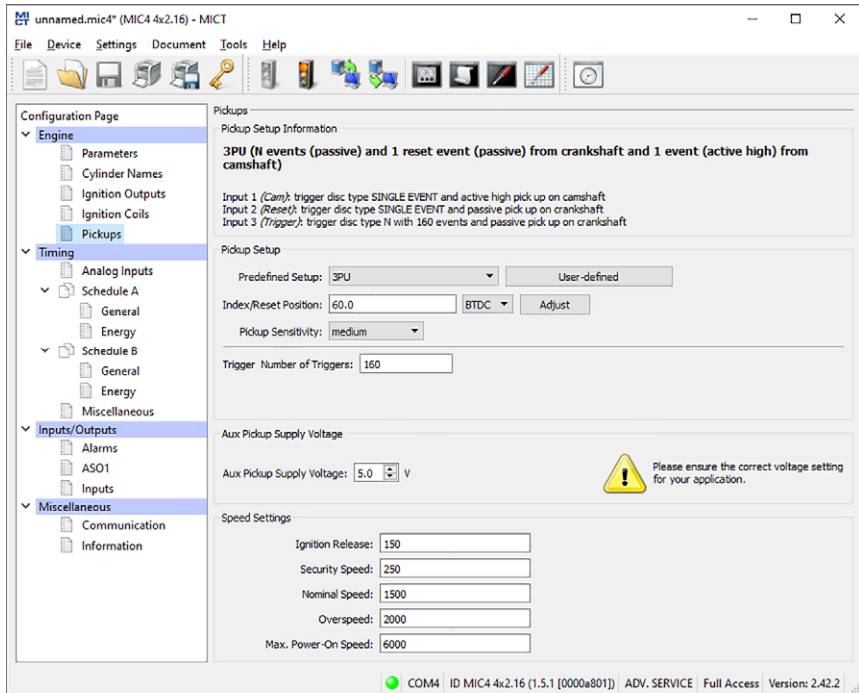 unnamed.mic4* (MIC4 4x2.16) - MICT
File Device Settings Document Tools Help
Configuration Page
Engine
Parameters
Cylinder Names
Ignition Outputs
Ignition Coils
Pickups
Timing
Analog Inputs
Schedule A
General
Energy
Schedule B
General
Energy
Miscellaneous
Inputs/Outputs
Alarms
ASO1
Inputs
Miscellaneous
Communication
Information
Pickups
Pickup Setup Information
3PU (N events (passive) and 1 reset event (passive) from crankshaft and 1 event (active high) from
camshaft)
Input 1 (Cam): trigger disc type SINGLE EVENT and active high pick up on camshaft
Input 2 (Reset): trigger disc type SINGLE EVENT and passive pick up on crankshaft
Input 3 (Trigger): trigger disc type N with 160 events and passive pick up on crankshaft
Pickup Setup
Predefined Setup: 3PU User-defined
Index/Reset Position: 60.0 BTDC Adjust
Pickup Sensitivity: medium
Trigger Number of Triggers: 160
Aux Pickup Supply Voltage
Aux Pickup Supply Voltage: 5.0 V
Please ensure the correct voltage setting
for your application.
Speed Settings
Ignition Release: 150
Security Speed: 250
Nominal Speed: 1500
Overspeed: 2000
Max. Power-On Speed: 6000
COM4 ID MIC4 4x2.16 (1.5.1 [0000a801]) ADV. SERVICE Full Access Version: 2.42.2